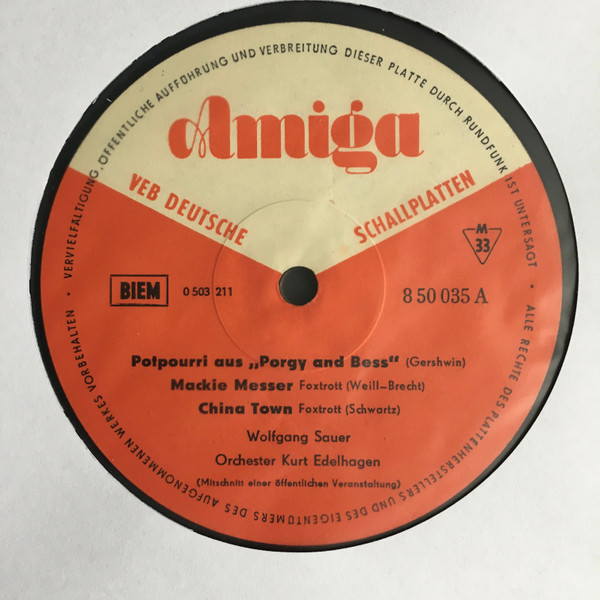 VERVIELFÄLTIGUNG, ÖFFENTLICHE AUFFÜHRUNG UND VERBREITUNG DIESER PLATTE DURCH RUNDFUNK IST UNTERSAGT • ALLE RECHTE DES PLATTENHERSTELLERS UND DES EIGENTÜMERS DES AUFGENOMMENEN WERKES VORBEHALTEN •
Amiga
VEB DEUTSCHE SCHALLPLATTEN
M
33
BIEM 0 503 211 8 50 035 A
Potpourri aus „Porgy and Bess“ (Gershwin)
Mackie Messer Foxtrott (Weill-Brecht)
China Town Foxtrott (Schwartz)
Wolfgang Sauer
Orchester Kurt Edelhagen
(Mitschnitt einer öffentlichen Veranstaltung)